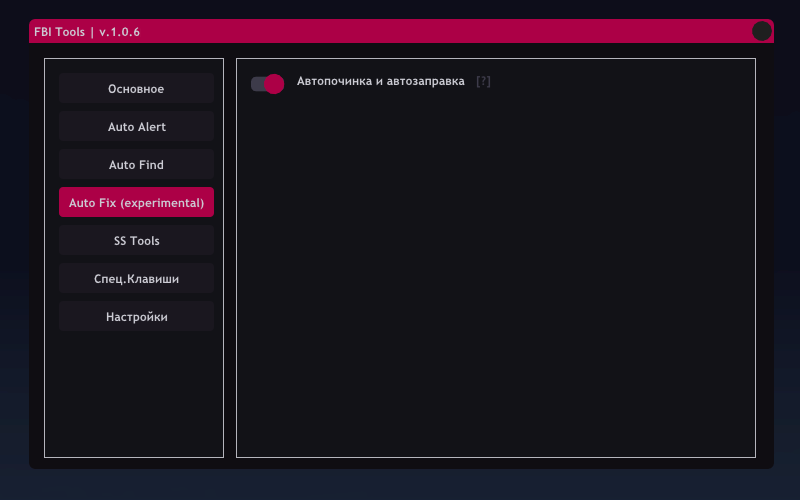 FBI Tools | v.1.0.6
Основное
Auto Alert
Auto Find
Auto Fix (experimental)
SS Tools
Спец.Клавиши
Настройки
Автопочинка и автозаправка [?]